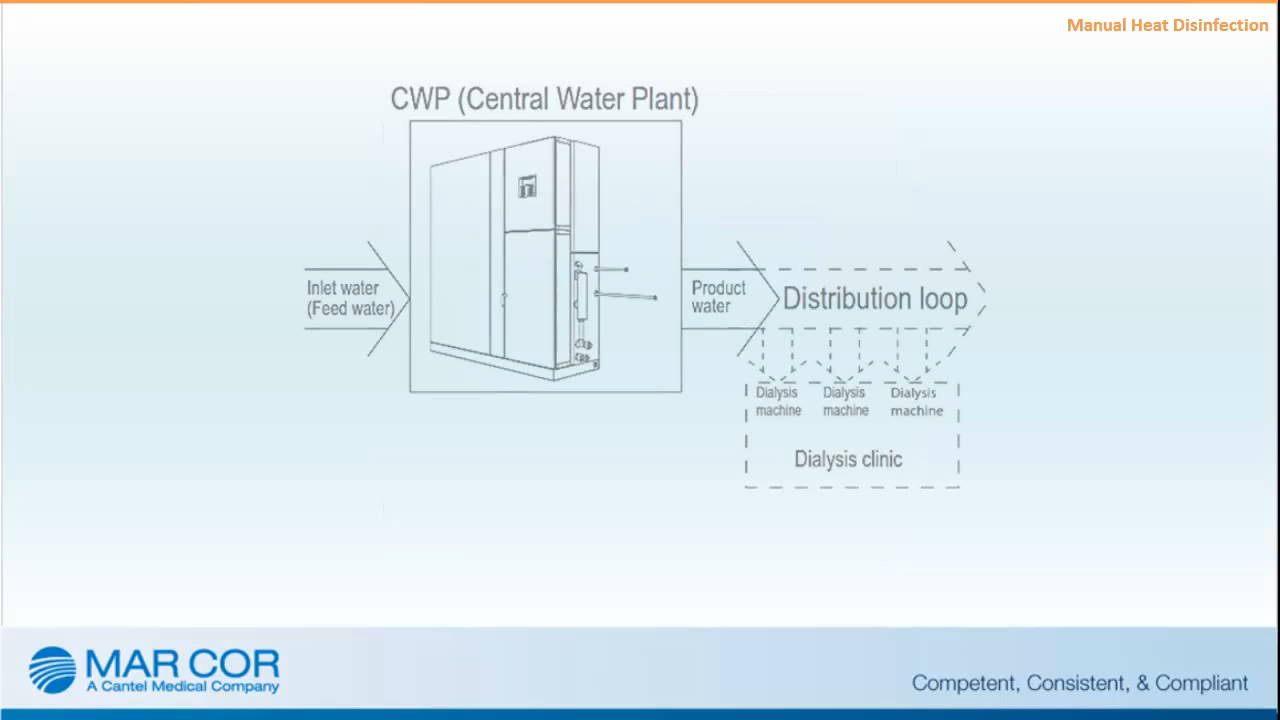 Manual Heat Disinfection
CWP (Central Water Plant)
Inlet water
(Feed water)
Product
water
Distribution loop
Dialysis
machine
Dialysis
machine
Dialysis
machine
Dialysis clinic
MAR COR
A Cantel Medical Company
Competent, Consistent, & Compliant